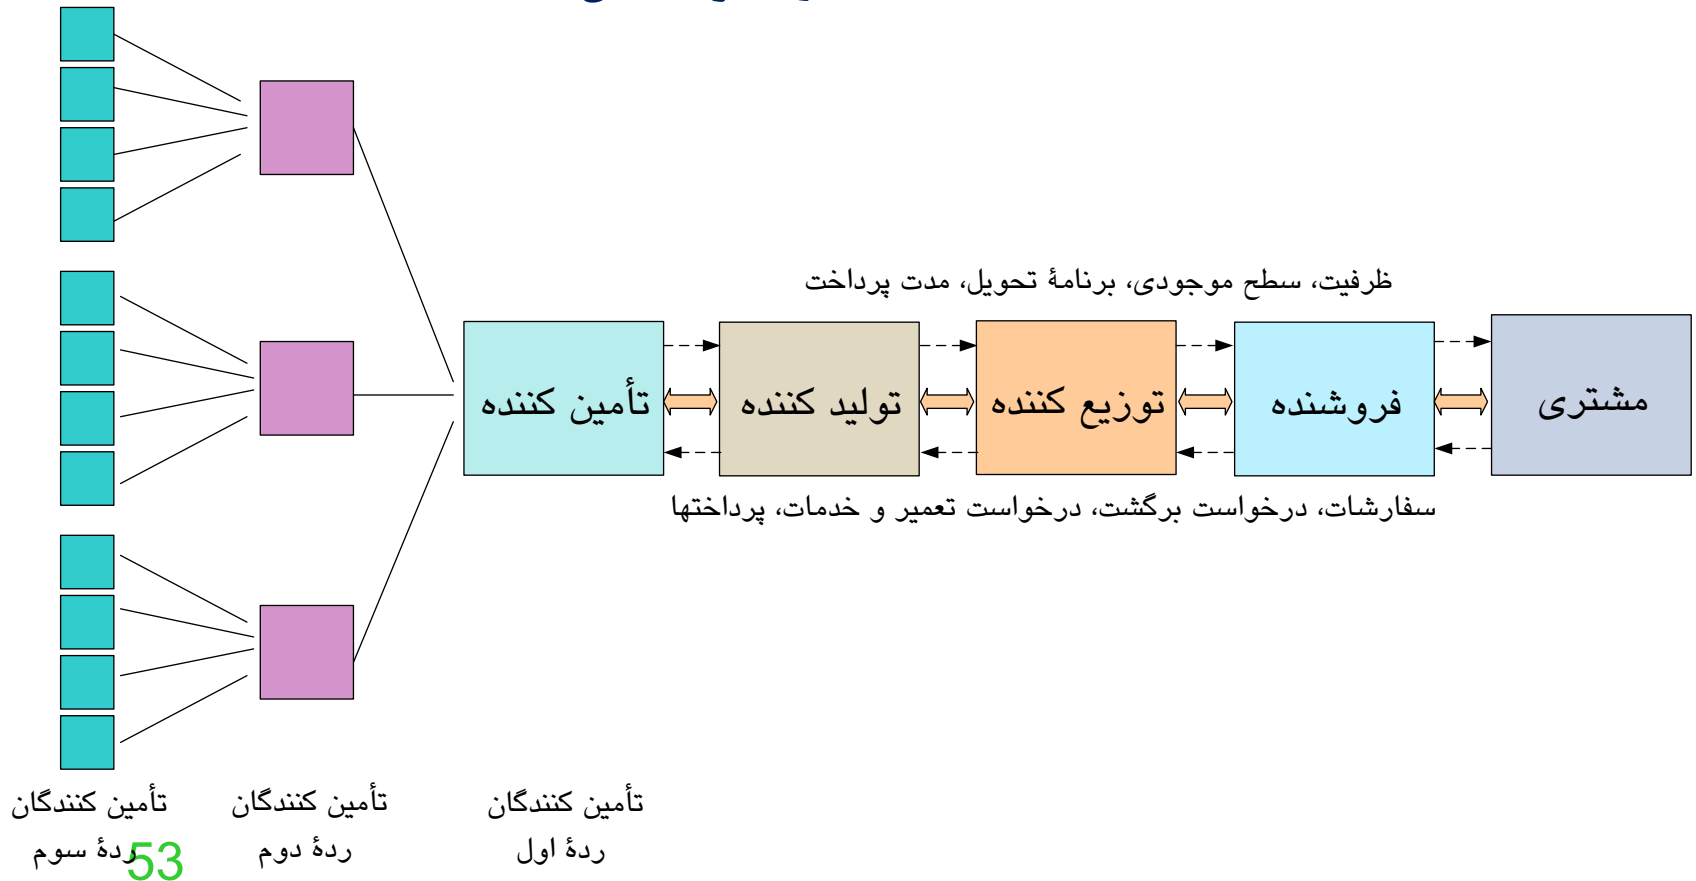 ظرفیت، سطح موجودی، برنامهٔ تحویل، مدت پرداخت
تأمین کننده
تولید کننده
توزیع کننده
فروشنده
مشتری
سفارشات، درخواست برگشت، درخواست تعمیر و خدمات، پرداختها
تأمین کنندگان
ردهٔ اول
تأمین کنندگان
ردهٔ دوم
تأمین کنندگان
ردهٔ سوم
53